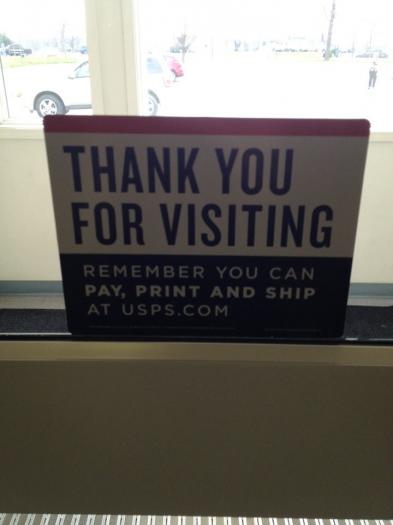 THANK YOU
FOR VISITING
REMEMBER YOU CAN
PAY, PRINT AND SHIP
AT USPS.COM